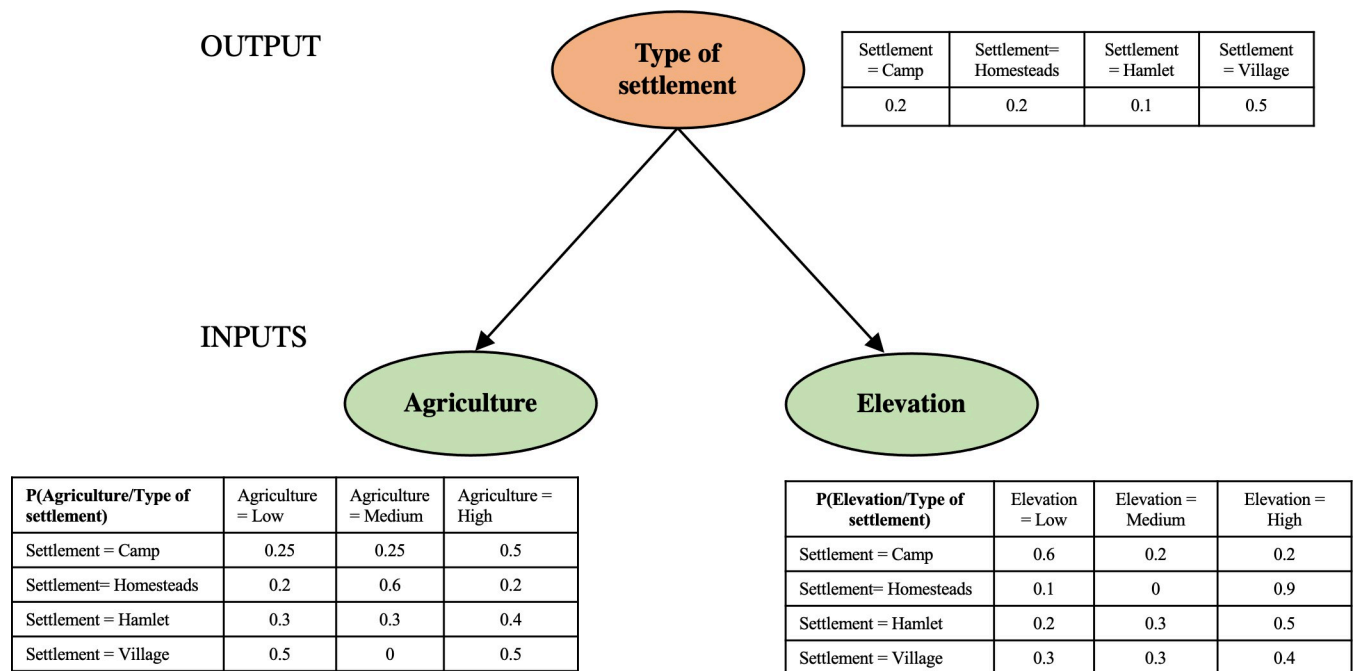 OUTPUT
Type of
settlement
Settlement
= Camp
Settlement=
Homesteads
Settlement
= Hamlet
Settlement
= Village
0.2 0.2 0.1 0.5
INPUTS
Agriculture
Elevation
P(Agriculture/Type of
settlement)
Agriculture
= Low
Agriculture
= Medium
Agriculture =
High
Settlement = Camp 0.25 0.25 0.5
Settlement= Homesteads 0.2 0.6 0.2
Settlement = Hamlet 0.3 0.3 0.4
Settlement = Village 0.5 0 0.5
P(Elevation/Type of
settlement)
Elevation
= Low
Elevation =
Medium
Elevation =
High
Settlement = Camp 0.6 0.2 0.2
Settlement= Homesteads 0.1 0 0.9
Settlement = Hamlet 0.2 0.3 0.5
Settlement = Village 0.3 0.3 0.4